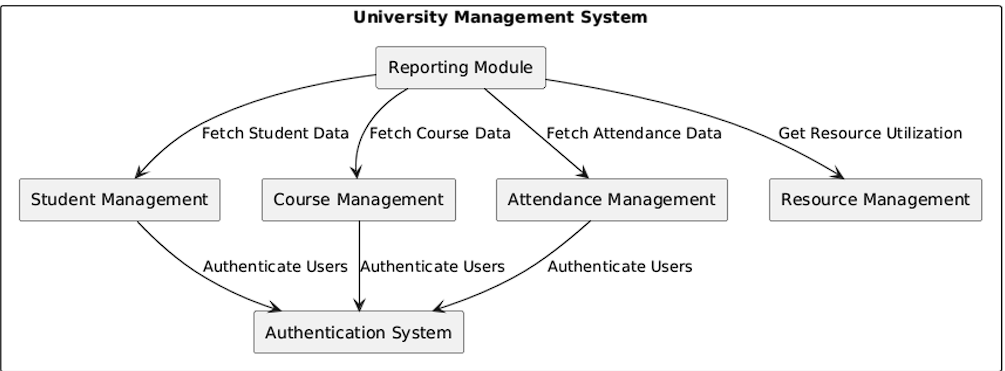 University Management System
Reporting Module
Fetch Student Data
Fetch Course Data
Fetch Attendance Data
Get Resource Utilization
Student Management
Course Management
Attendance Management
Resource Management
Authenticate Users
Authenticate Users
Authenticate Users
Authentication System